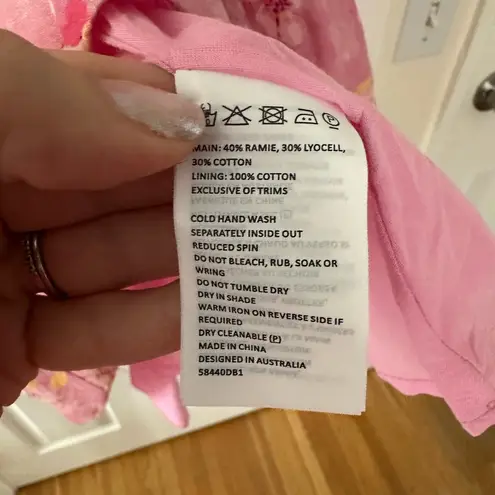 MAIN: 40% RAMIE, 30% LYOCELL,
30% COTTON
LINING: 100% COTTON
EXCLUSIVE OF TRIMS
COLD HAND WASH
SEPARATELY INSIDE OUT
REDUCED SPIN
DO NOT BLEACH, RUB, SOAK OR
WRING
DO NOT TUMBLE DRY
DRY IN SHADE
WARM IRON ON REVERSE SIDE IF
REQUIRED
DRY CLEANABLE (P)
MADE IN CHINA
DESIGNED IN AUSTRALIA
58440DB1